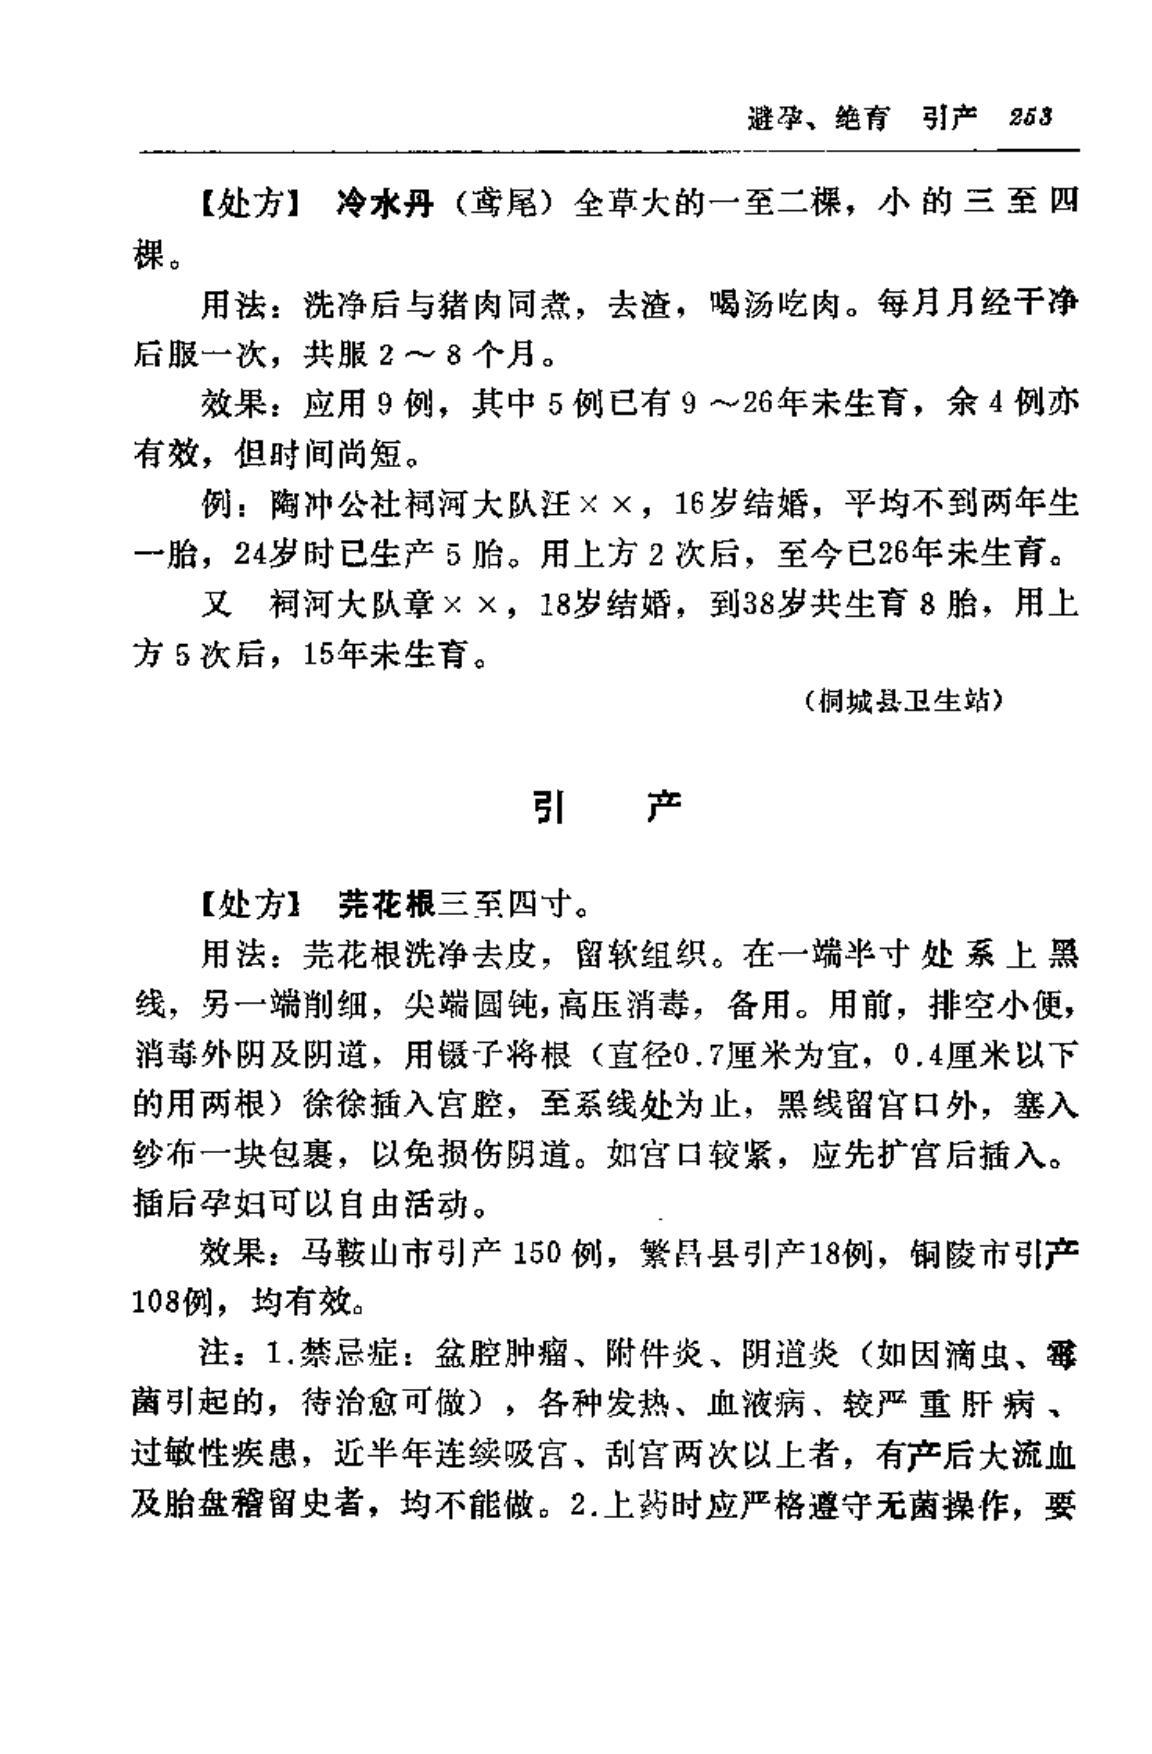 避孕、绝育　引产　253
【处方】　冷水丹（鸢尾）全草大的一至二棵，小的三至四
棵。
用法：洗净后与猪肉同煮，去渣，喝汤吃肉。每月月经干净
后服一次，共服2～8个月。
效果：应用9例，其中5例已有9～26年未生育，余4例亦
有效，但时间尚短。
例：陶冲公社祠河大队汪××，16岁结婚，平均不到两年生
一胎，24岁时已生产5胎。用上方2次后，至今已26年未生育。
又　祠河大队章××，18岁结婚，到38岁共生育8胎，用上
方5次后，15年未生育。
（桐城县卫生站）
引　产
【处方】　芫花根三至四寸。
用法：芫花根洗净去皮，留软组织。在一端半寸处系上黑
线，另一端削细，尖端圆钝，高压消毒，备用。用前，排空小便，
消毒外阴及阴道，用镊子将根（直径0.7厘米为宜，0.4厘米以下
的用两根）徐徐插入宫腔，至系线处为止，黑线留宫口外，塞入
纱布一块包裹，以免损伤阴道。如宫口较紧，应先扩宫后插入。
插后孕妇可以自由活动。
效果：马鞍山市引产150例，繁昌县引产18例，铜陵市引产
108例，均有效。
注：1.禁忌症：盆腔肿瘤、附件炎、阴道炎（如因滴虫、霉
菌引起的，待治愈可做），各种发热、血液病、较严重肝病、
过敏性疾患，近半年连续吸宫、刮宫两次以上者，有产后大流血
及胎盘稽留史者，均不能做。2.上药时应严格遵守无菌操作，要